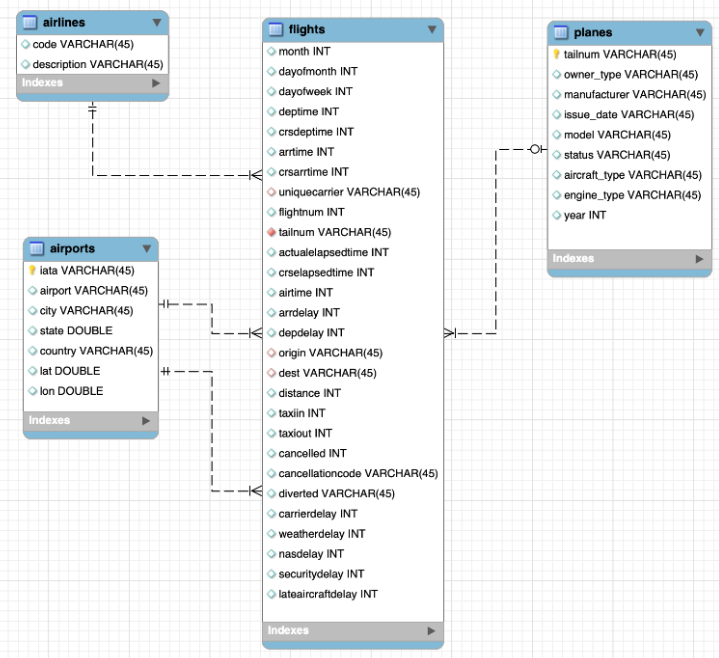 airlines
code VARCHAR(45)
description VARCHAR(45)
Indexes
airports
iata VARCHAR(45)
airport VARCHAR(45)
city VARCHAR(45)
state DOUBLE
country VARCHAR(45)
lat DOUBLE
lon DOUBLE
Indexes
flights
month INT
dayofmonth INT
dayofweek INT
deptime INT
crsdeptime INT
arrtime INT
crsarrtime INT
uniquecarrier VARCHAR(45)
flightnum INT
tailnum VARCHAR(45)
actualelapsedtime INT
crselapsedtime INT
airtime INT
arrdelay INT
depdelay INT
origin VARCHAR(45)
dest VARCHAR(45)
distance INT
taxiin INT
taxiout INT
cancelled INT
cancellationcode VARCHAR(45)
diverted VARCHAR(45)
carrierdelay INT
weatherdelay INT
nasdelay INT
securitydelay INT
lateaircraftdelay INT
Indexes
planes
tailnum VARCHAR(45)
owner_type VARCHAR(45)
manufacturer VARCHAR(45)
issue_date VARCHAR(45)
model VARCHAR(45)
status VARCHAR(45)
aircraft_type VARCHAR(45)
engine_type VARCHAR(45)
year INT
Indexes